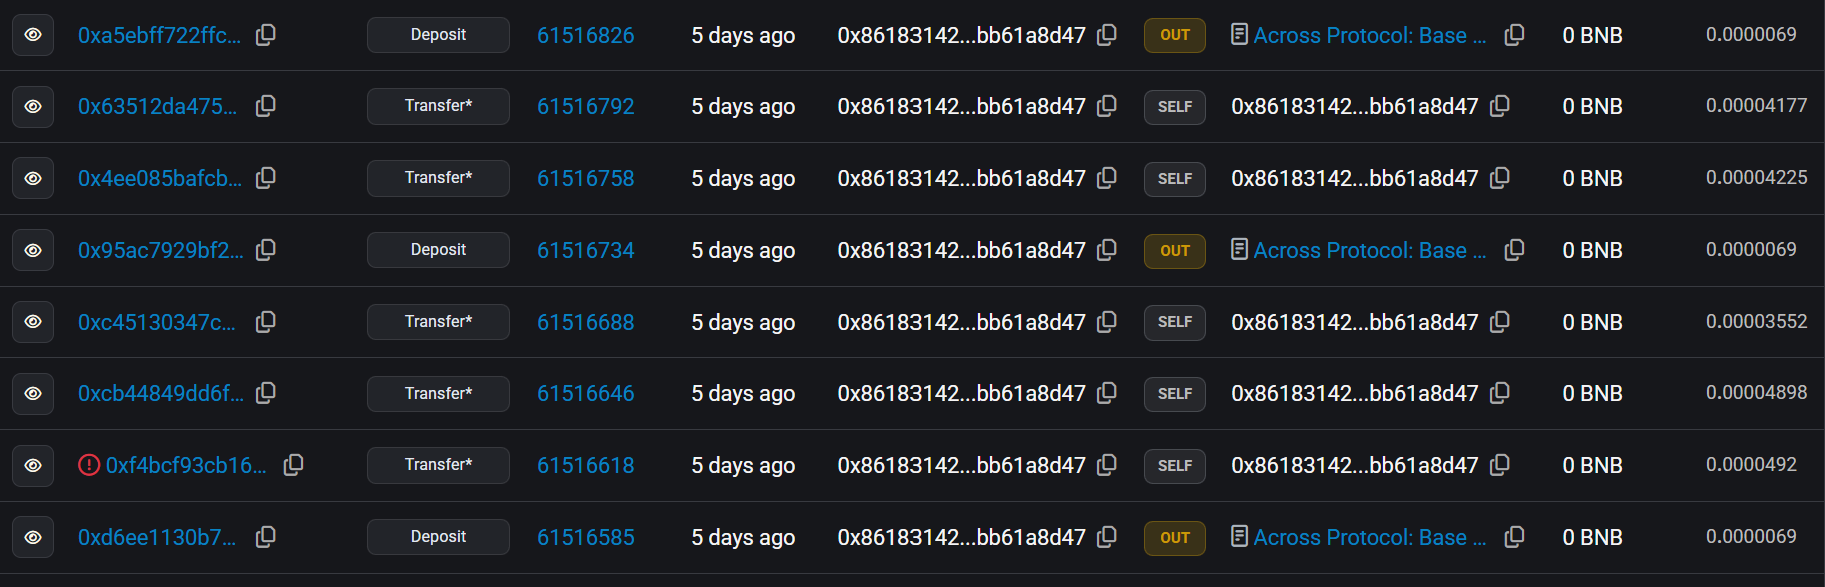 0xa5ebff722ffc... Deposit 61516826 5 days ago 0x86183142...bb61a8d47 OUT Across Protocol: Base ... 0 BNB 0.0000069
0x63512da475... Transfer* 61516792 5 days ago 0x86183142...bb61a8d47 SELF 0x86183142...bb61a8d47 0 BNB 0.00004177
0x4ee085bafcb... Transfer* 61516758 5 days ago 0x86183142...bb61a8d47 SELF 0x86183142...bb61a8d47 0 BNB 0.00004225
0x95ac7929bf2... Deposit 61516734 5 days ago 0x86183142...bb61a8d47 OUT Across Protocol: Base ... 0 BNB 0.0000069
0xc45130347c... Transfer* 61516688 5 days ago 0x86183142...bb61a8d47 SELF 0x86183142...bb61a8d47 0 BNB 0.00003552
0xcb44849dd6f... Transfer* 61516646 5 days ago 0x86183142...bb61a8d47 SELF 0x86183142...bb61a8d47 0 BNB 0.00004898
0xf4bcf93cb16... Transfer* 61516618 5 days ago 0x86183142...bb61a8d47 SELF 0x86183142...bb61a8d47 0 BNB 0.0000492
0xd6ee1130b7... Deposit 61516585 5 days ago 0x86183142...bb61a8d47 OUT Across Protocol: Base ... 0 BNB 0.0000069